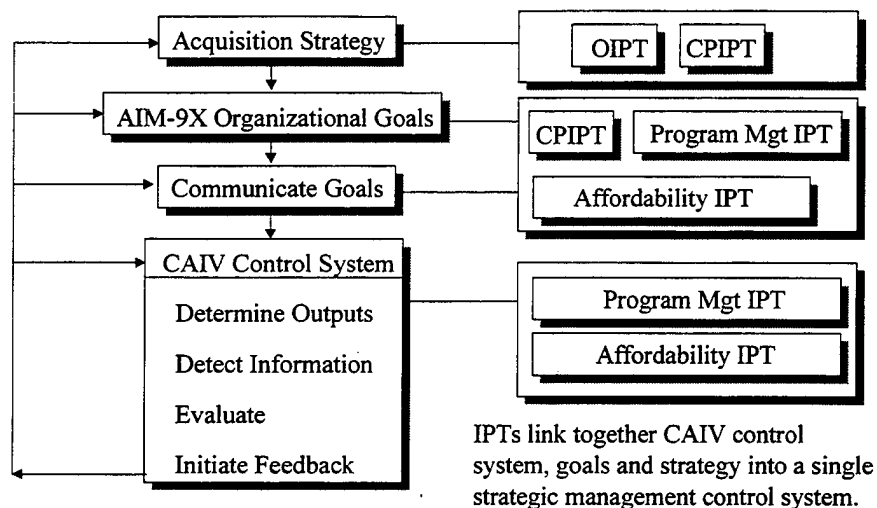 Acquisition Strategy
OIPT
CPIPT
AIM-9X Organizational Goals
CPIPT
Program Mgt IPT
Communicate Goals
Affordability IPT
CAIV Control System
Determine Outputs
Detect Information
Evaluate
Initiate Feedback
Program Mgt IPT
Affordability IPT
IPTs link together CAIV control
system, goals and strategy into a single
strategic management control system.